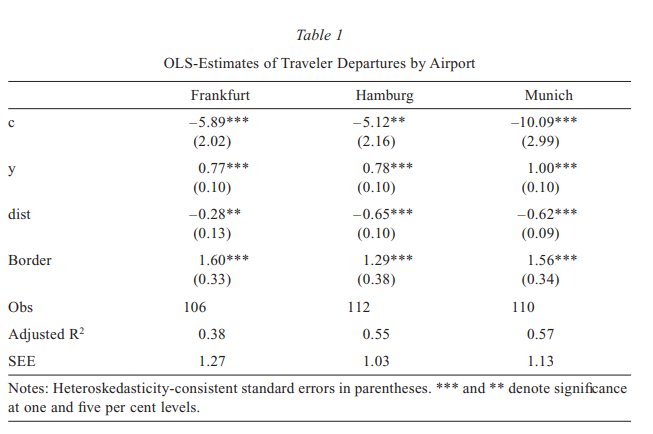 Table 1
OLS-Estimates of Traveler Departures by Airport
Frankfurt Hamburg Munich
c –5.89*** –5.12** –10.09***
(2.02) (2.16) (2.99)
y 0.77*** 0.78*** 1.00***
(0.10) (0.10) (0.10)
dist –0.28** –0.65*** –0.62***
(0.13) (0.10) (0.09)
Border 1.60*** 1.29*** 1.56***
(0.33) (0.38) (0.34)
Obs 106 112 110
Adjusted R² 0.38 0.55 0.57
SEE 1.27 1.03 1.13
Notes: Heteroskedasticity-consistent standard errors in parentheses. *** and ** denote significance
at one and five per cent levels.